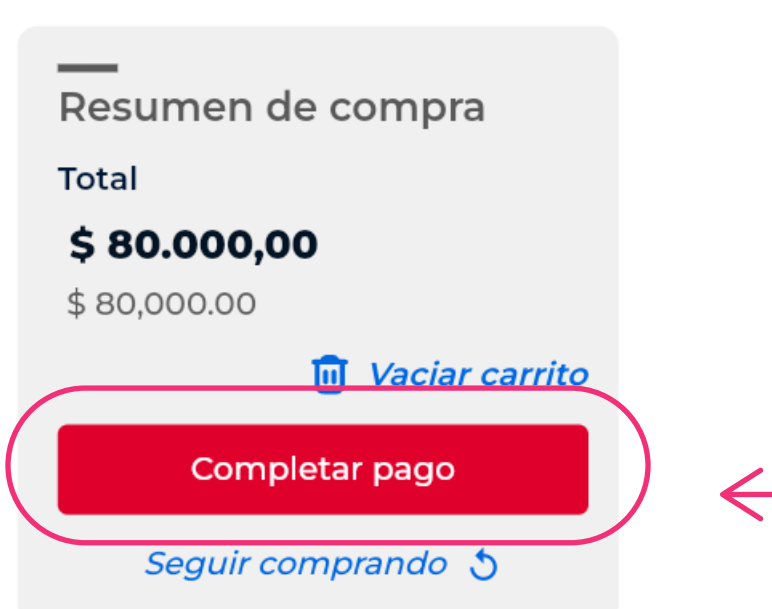 Resumen de compra
Total
$ 80.000,00
$ 80,000.00
Vaciar carrito
Completar pago
Seguir comprando